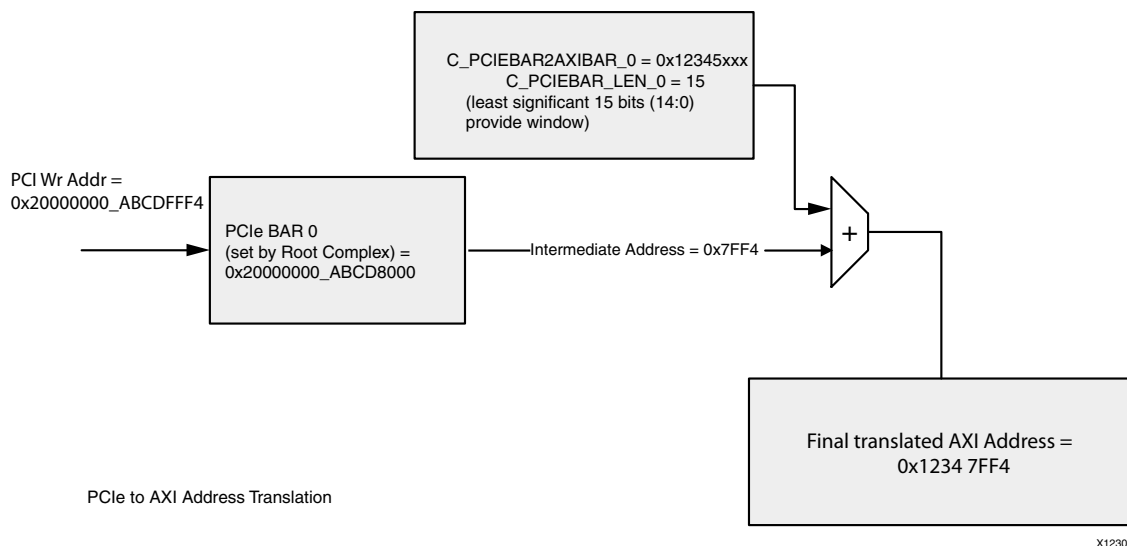 C_PCIEBAR2AXIBAR_0 = 0x12345xxx
C_PCIEBAR_LEN_0 = 15
(least significant 15 bits (14:0)
provide window)
PCI Wr Addr =
0x20000000_ABCDFFF4
PCIe BAR 0
(set by Root Complex) =
0x20000000_ABCD8000
Intermediate Address = 0x7FF4
+
Final translated AXI Address =
0x1234 7FF4
PCIe to AXI Address Translation
X1230